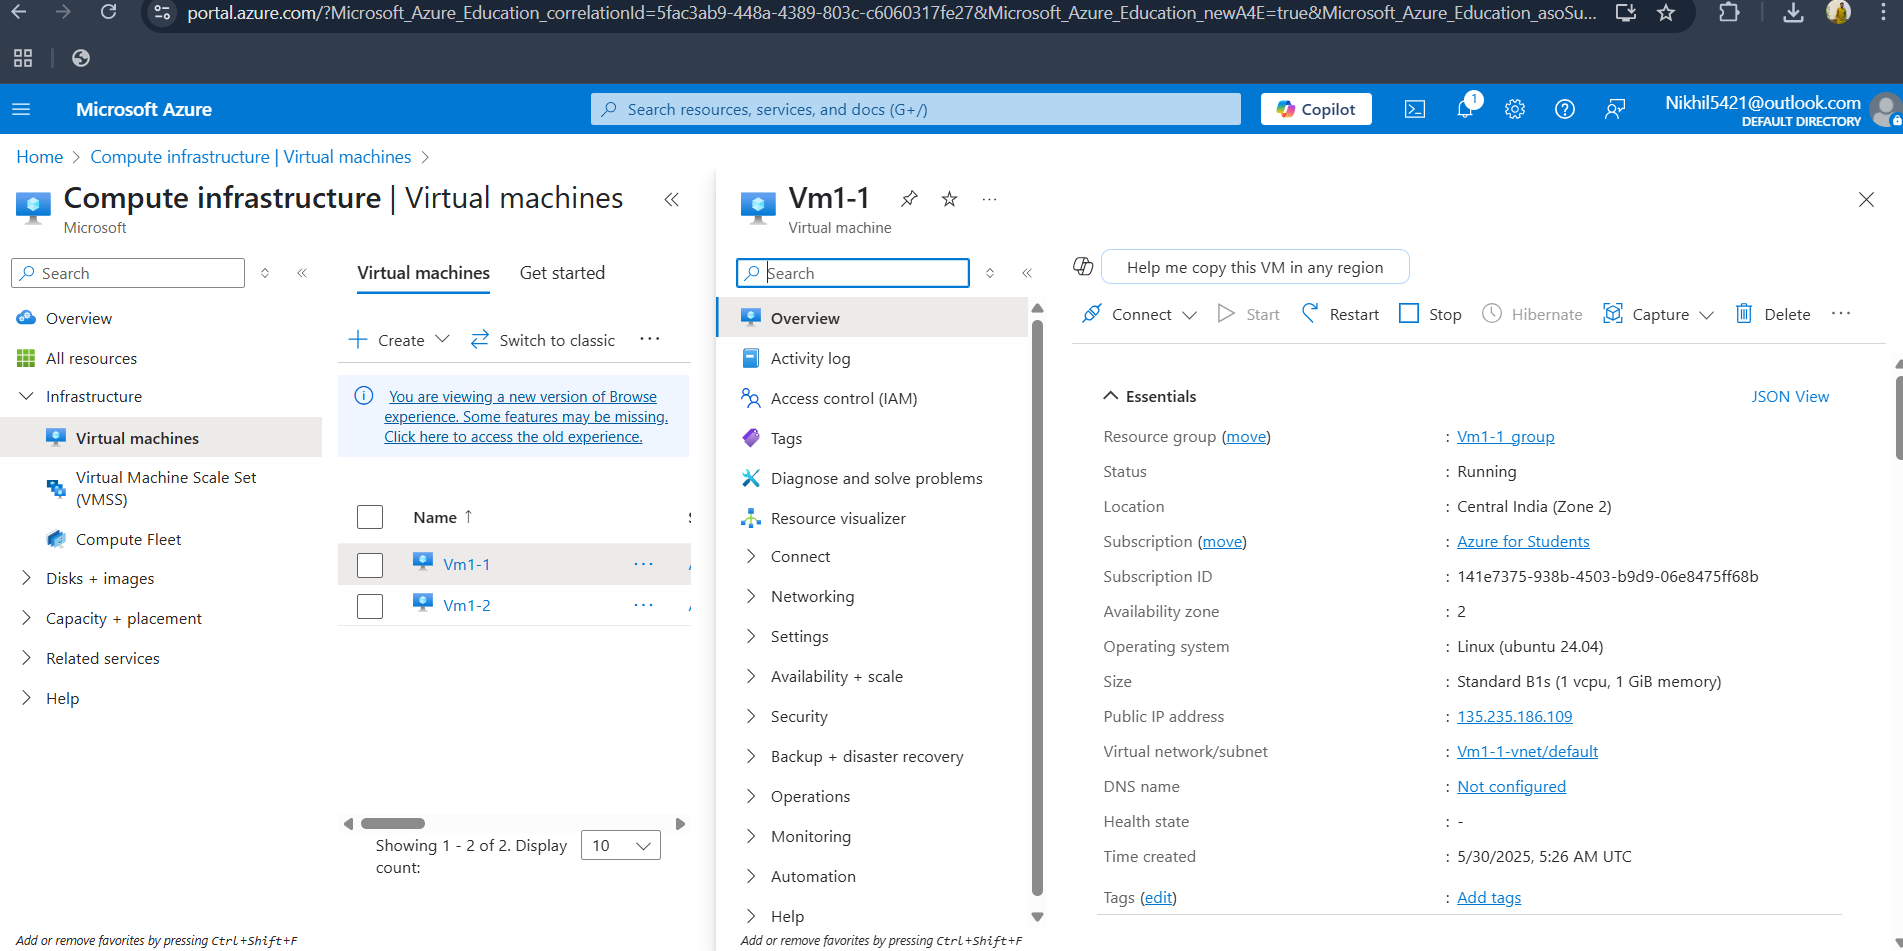 portal.azure.com/?Microsoft_Azure_Education_correlationId=5fac3ab9-448a-4389-803c-c6060317fe27&Microsoft_Azure_Education_newA4E=true&Microsoft_Azure_Education_asoSu...
Microsoft Azure
Search resources, services, and docs (G+/)
Copilot
1
Nikhil5421@outlook.com
DEFAULT DIRECTORY
Home > Compute infrastructure | Virtual machines >
Compute infrastructure | Virtual machines
Microsoft
Search
Overview
All resources
Infrastructure
Virtual machines
Virtual Machine Scale Set
(VMSS)
Compute Fleet
Disks + images
Capacity + placement
Related services
Help
Add or remove favorites by pressing Ctrl+Shift+F
Virtual machines
Get started
Create
Switch to classic
...
You are viewing a new version of Browse
experience. Some features may be missing.
Click here to access the old experience.
Name ↑
Vm1-1
...
Vm1-2
...
Showing 1 - 2 of 2. Display
count:
10
Vm1-1
...
Virtual machine
Search
Overview
Activity log
Access control (IAM)
Tags
Diagnose and solve problems
Resource visualizer
Connect
Networking
Settings
Availability + scale
Security
Backup + disaster recovery
Operations
Monitoring
Automation
Help
Add or remove favorites by pressing Ctrl+Shift+F
Help me copy this VM in any region
Connect
Start
Restart
Stop
Hibernate
Capture
Delete
...
Essentials
JSON View
Resource group (move) : Vm1-1_group
Status : Running
Location : Central India (Zone 2)
Subscription (move) : Azure for Students
Subscription ID : 141e7375-938b-4503-b9d9-06e8475ff68b
Availability zone : 2
Operating system : Linux (ubuntu 24.04)
Size : Standard B1s (1 vcpu, 1 GiB memory)
Public IP address : 135.235.186.109
Virtual network/subnet : Vm1-1-vnet/default
DNS name : Not configured
Health state : -
Time created : 5/30/2025, 5:26 AM UTC
Tags (edit) : Add tags